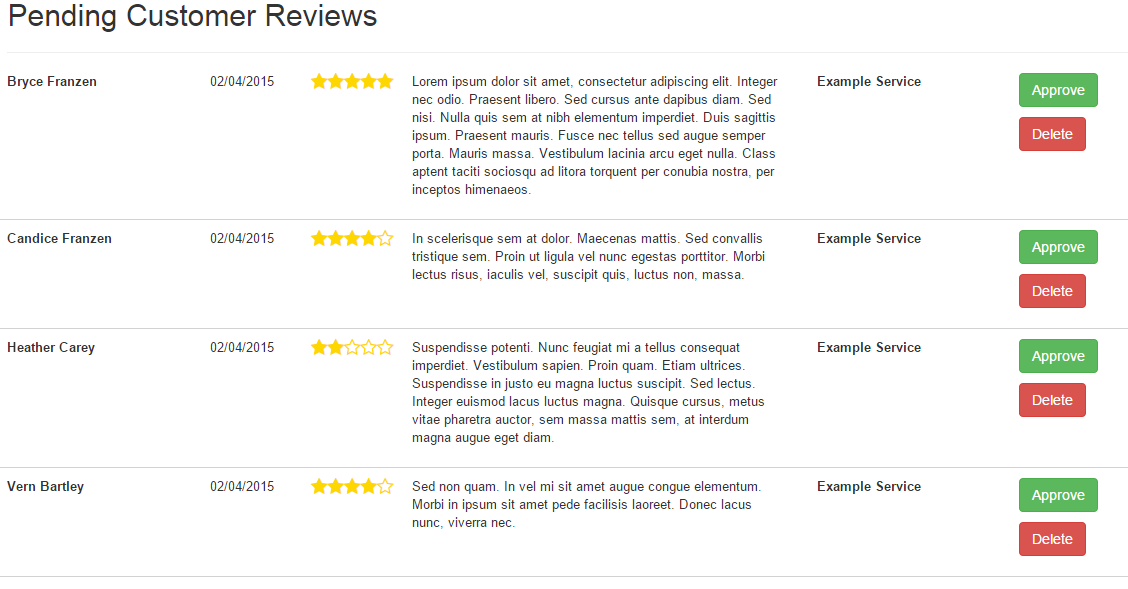 Pending Customer Reviews
Bryce Franzen 02/04/2015 Lorem ipsum dolor sit amet, consectetur adipiscing elit. Integer Example Service Approve
nec odio. Praesent libero. Sed cursus ante dapibus diam. Sed
nisi. Nulla quis sem at nibh elementum imperdiet. Duis sagittis
ipsum. Praesent mauris. Fusce nec tellus sed augue semper Delete
porta. Mauris massa. Vestibulum lacinia arcu eget nulla. Class
aptent taciti sociosqu ad litora torquent per conubia nostra, per
inceptos himenaeos.
Candice Franzen 02/04/2015 In scelerisque sem at dolor. Maecenas mattis. Sed convallis Example Service Approve
tristique sem. Proin ut ligula vel nunc egestas porttitor. Morbi
lectus risus, iaculis vel, suscipit quis, luctus non, massa.
Delete
Heather Carey 02/04/2015 Suspendisse potenti. Nunc feugiat mi a tellus consequat Example Service Approve
imperdiet. Vestibulum sapien. Proin quam. Etiam ultrices.
Suspendisse in justo eu magna luctus suscipit. Sed lectus.
Integer euismod lacus luctus magna. Quisque cursus, metus Delete
vitae pharetra auctor, sem massa mattis sem, at interdum
magna augue eget diam.
Vern Bartley 02/04/2015 Sed non quam. In vel mi sit amet augue congue elementum. Example Service Approve
Morbi in ipsum sit amet pede facilisis laoreet. Donec lacus
nunc, viverra nec.
Delete